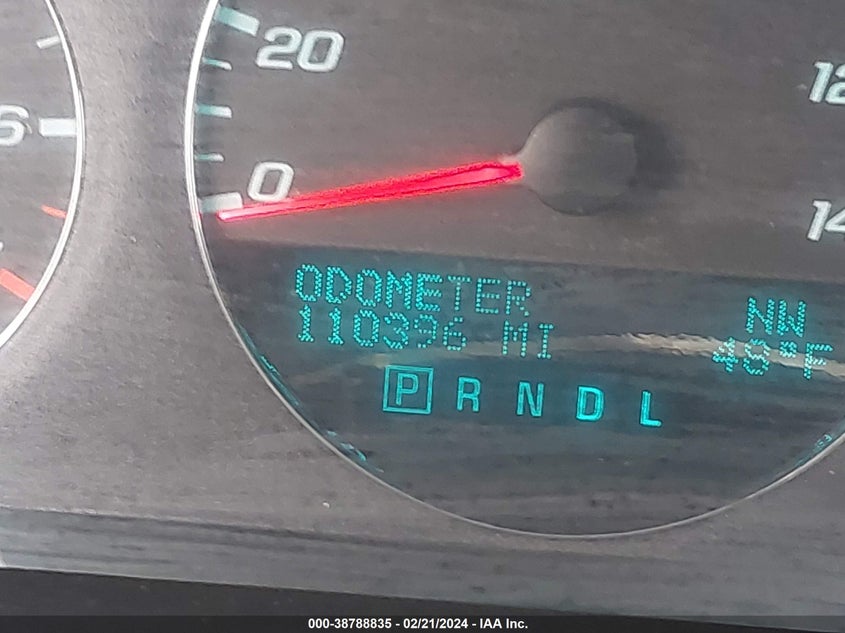 20
6
0
12
14
ODOMETER
110396 MI
NW
48°F
P R N D L
000-38788835 - 02/21/2024 - IAA Inc.